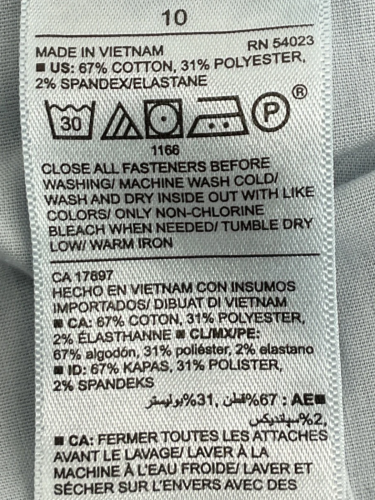 10
MADE IN VIETNAM RN 54023
■ US: 67% COTTON, 31% POLYESTER,
2% SPANDEX/ELASTANE
30 P ®
1166
CLOSE ALL FASTENERS BEFORE
WASHING/ MACHINE WASH COLD/
WASH AND DRY INSIDE OUT WITH LIKE
COLORS/ ONLY NON-CHLORINE
BLEACH WHEN NEEDED/ TUMBLE DRY
LOW/ WARM IRON
CA 17897
HECHO EN VIETNAM CON INSUMOS
IMPORTADOS/ DIBUAT DI VIETNAM
■ CA: 67% COTTON, 31% POLYESTER,
2% ÉLASTHANNE ■ CL/MX/PE:
67% algodón, 31% poliéster, 2% elastano
■ ID: 67% KAPAS, 31% POLISTER,
2% SPANDEKS
■AE : 67% قطن, 31% بوليستر
, 2% سپانديكس
■ CA: FERMER TOUTES LES ATTACHES
AVANT LE LAVAGE/ LAVER À LA
MACHINE À L'EAU FROIDE/ LAVER ET
SÉCHER SUR L'ENVERS AVEC DES